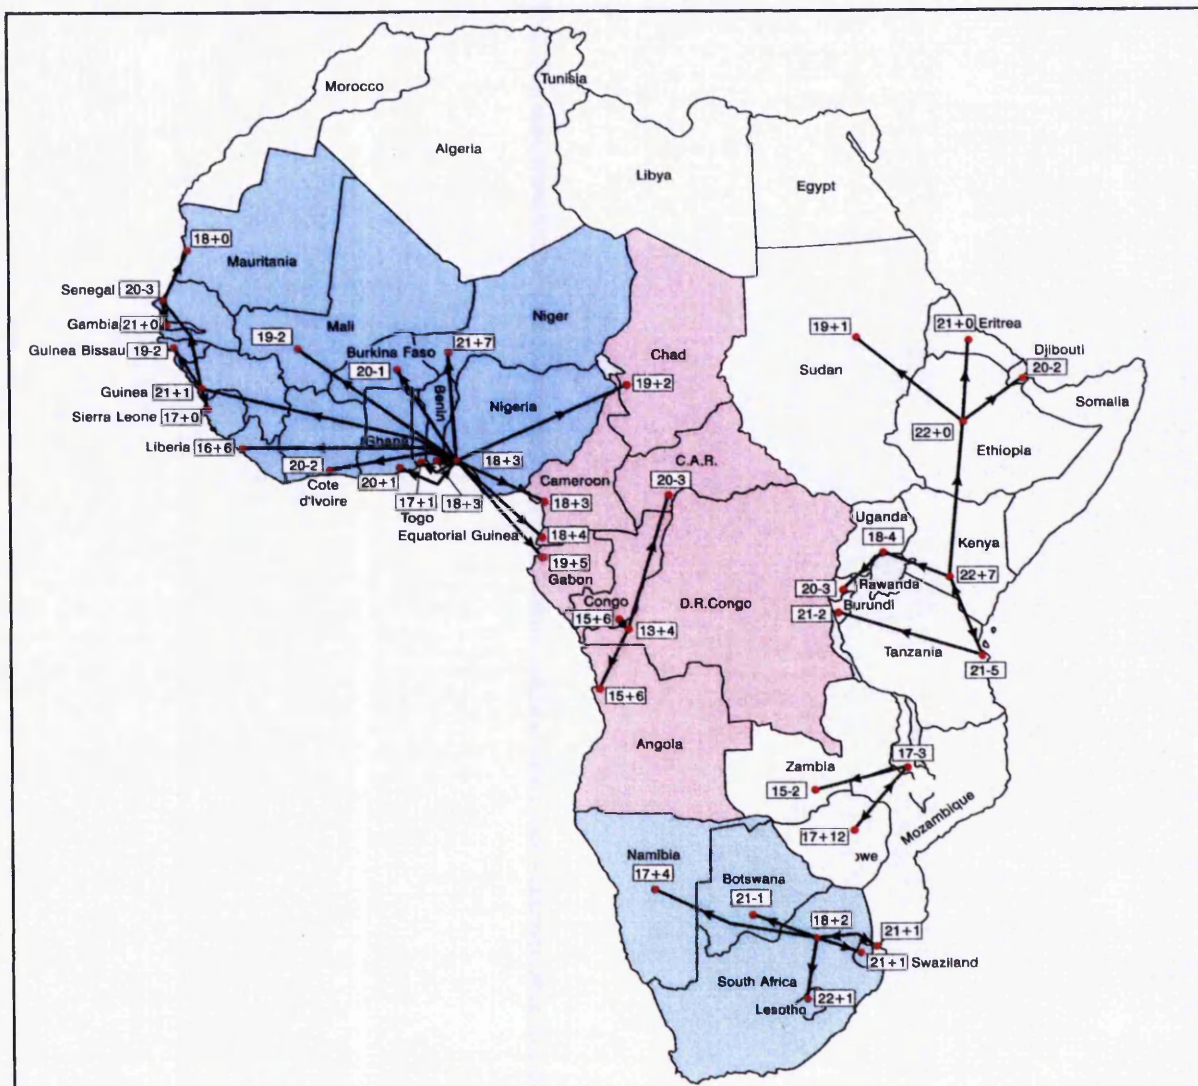 Morocco
Tunisia
Algeria
Libya
Egypt
18+0
Mauritania
Senegal 20-3
Gambia 21+0
Mali
Niger
Chad
Guinea Bissau 19-2
19-2
Burkina Faso
20-1
21+7
Benin
Nigeria
19+2
19+1
Sudan
21+0 Eritrea
Djibouti
20-2
Somalia
22+0
Ethiopia
Guinea 21+1
Sierra Leone 17+0
Liberia 16+6
Ghana
20-2
Cote
d'Ivoire
20+1
17+1
Togo
18+3
18+3
Cameroon
18+3
C.A.R.
20-3
Equatorial Guinea 18+4
19+5
Gabon
Congo
15+6
13+4
D.R.Congo
15+6
Angola
Uganda
18-4
Kenya
22+7
Rawanda
20-3
Burundi
21-2
Tanzania
21-5
17-3
Zambia
15-2
17+12
owe
Mozambique
Namibia
17+4
Botswana
21-1
18+2
21+1
21+1 Swaziland
South Africa
Lesotho 22+1